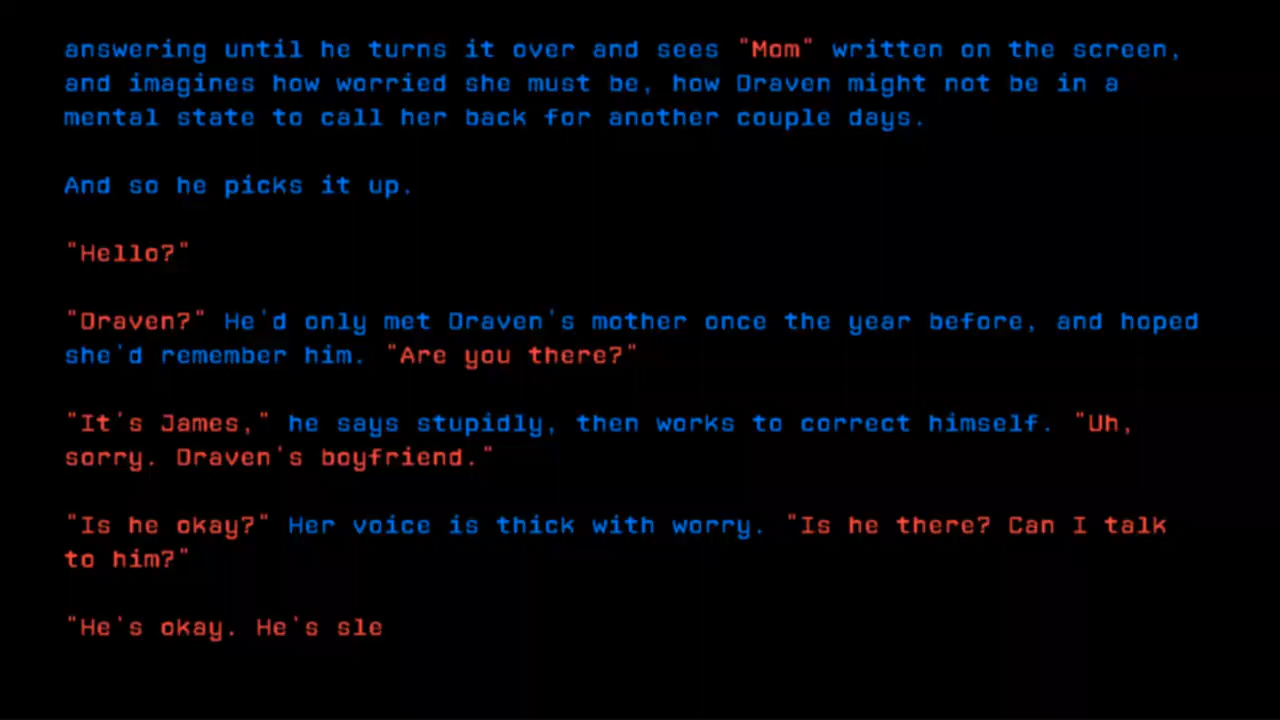 answering until he turns it over and sees "Mom" written on the screen,
and imagines how worried she must be, how Draven might not be in a
mental state to call her back for another couple days.
And so he picks it up.
"Hello?"
"Draven?" He'd only met Draven's mother once the year before, and hoped
she'd remember him. "Are you there?"
"It's James," he says stupidly, then works to correct himself. "Uh,
sorry. Draven's boyfriend."
"Is he okay?" Her voice is thick with worry. "Is he there? Can I talk
to him?"
"He's okay. He's sle